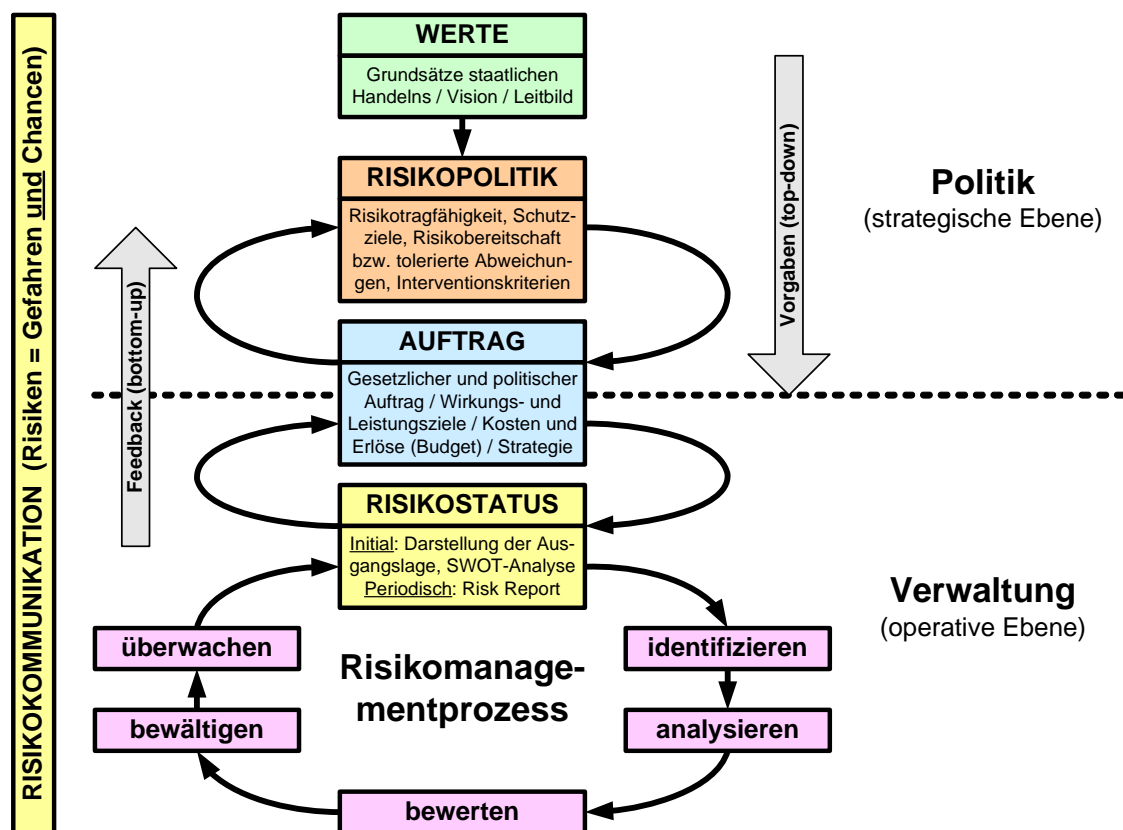 RISIKOKOMMUNIKATION (Risiken = Gefahren und Chancen)
WERTE
Grundsätze staatlichen
Handelns / Vision / Leitbild
RISIKOPOLITIK
Risikotragfähigkeit, Schutz-
ziele, Risikobereitschaft
bzw. tolerierte Abweichun-
gen, Interventionskriterien
Vorgaben (top-down)
Politik
(strategische Ebene)
Feedback (bottom-up)
AUFTRAG
Gesetzlicher und politischer
Auftrag / Wirkungs- und
Leistungsziele / Kosten und
Erlöse (Budget) / Strategie
RISIKOSTATUS
Initial: Darstellung der Aus-
gangslage, SWOT-Analyse
Periodisch: Risk Report
Verwaltung
(operative Ebene)
überwachen
identifizieren
Risikomanage-
mentprozess
bewältigen
analysieren
bewerten